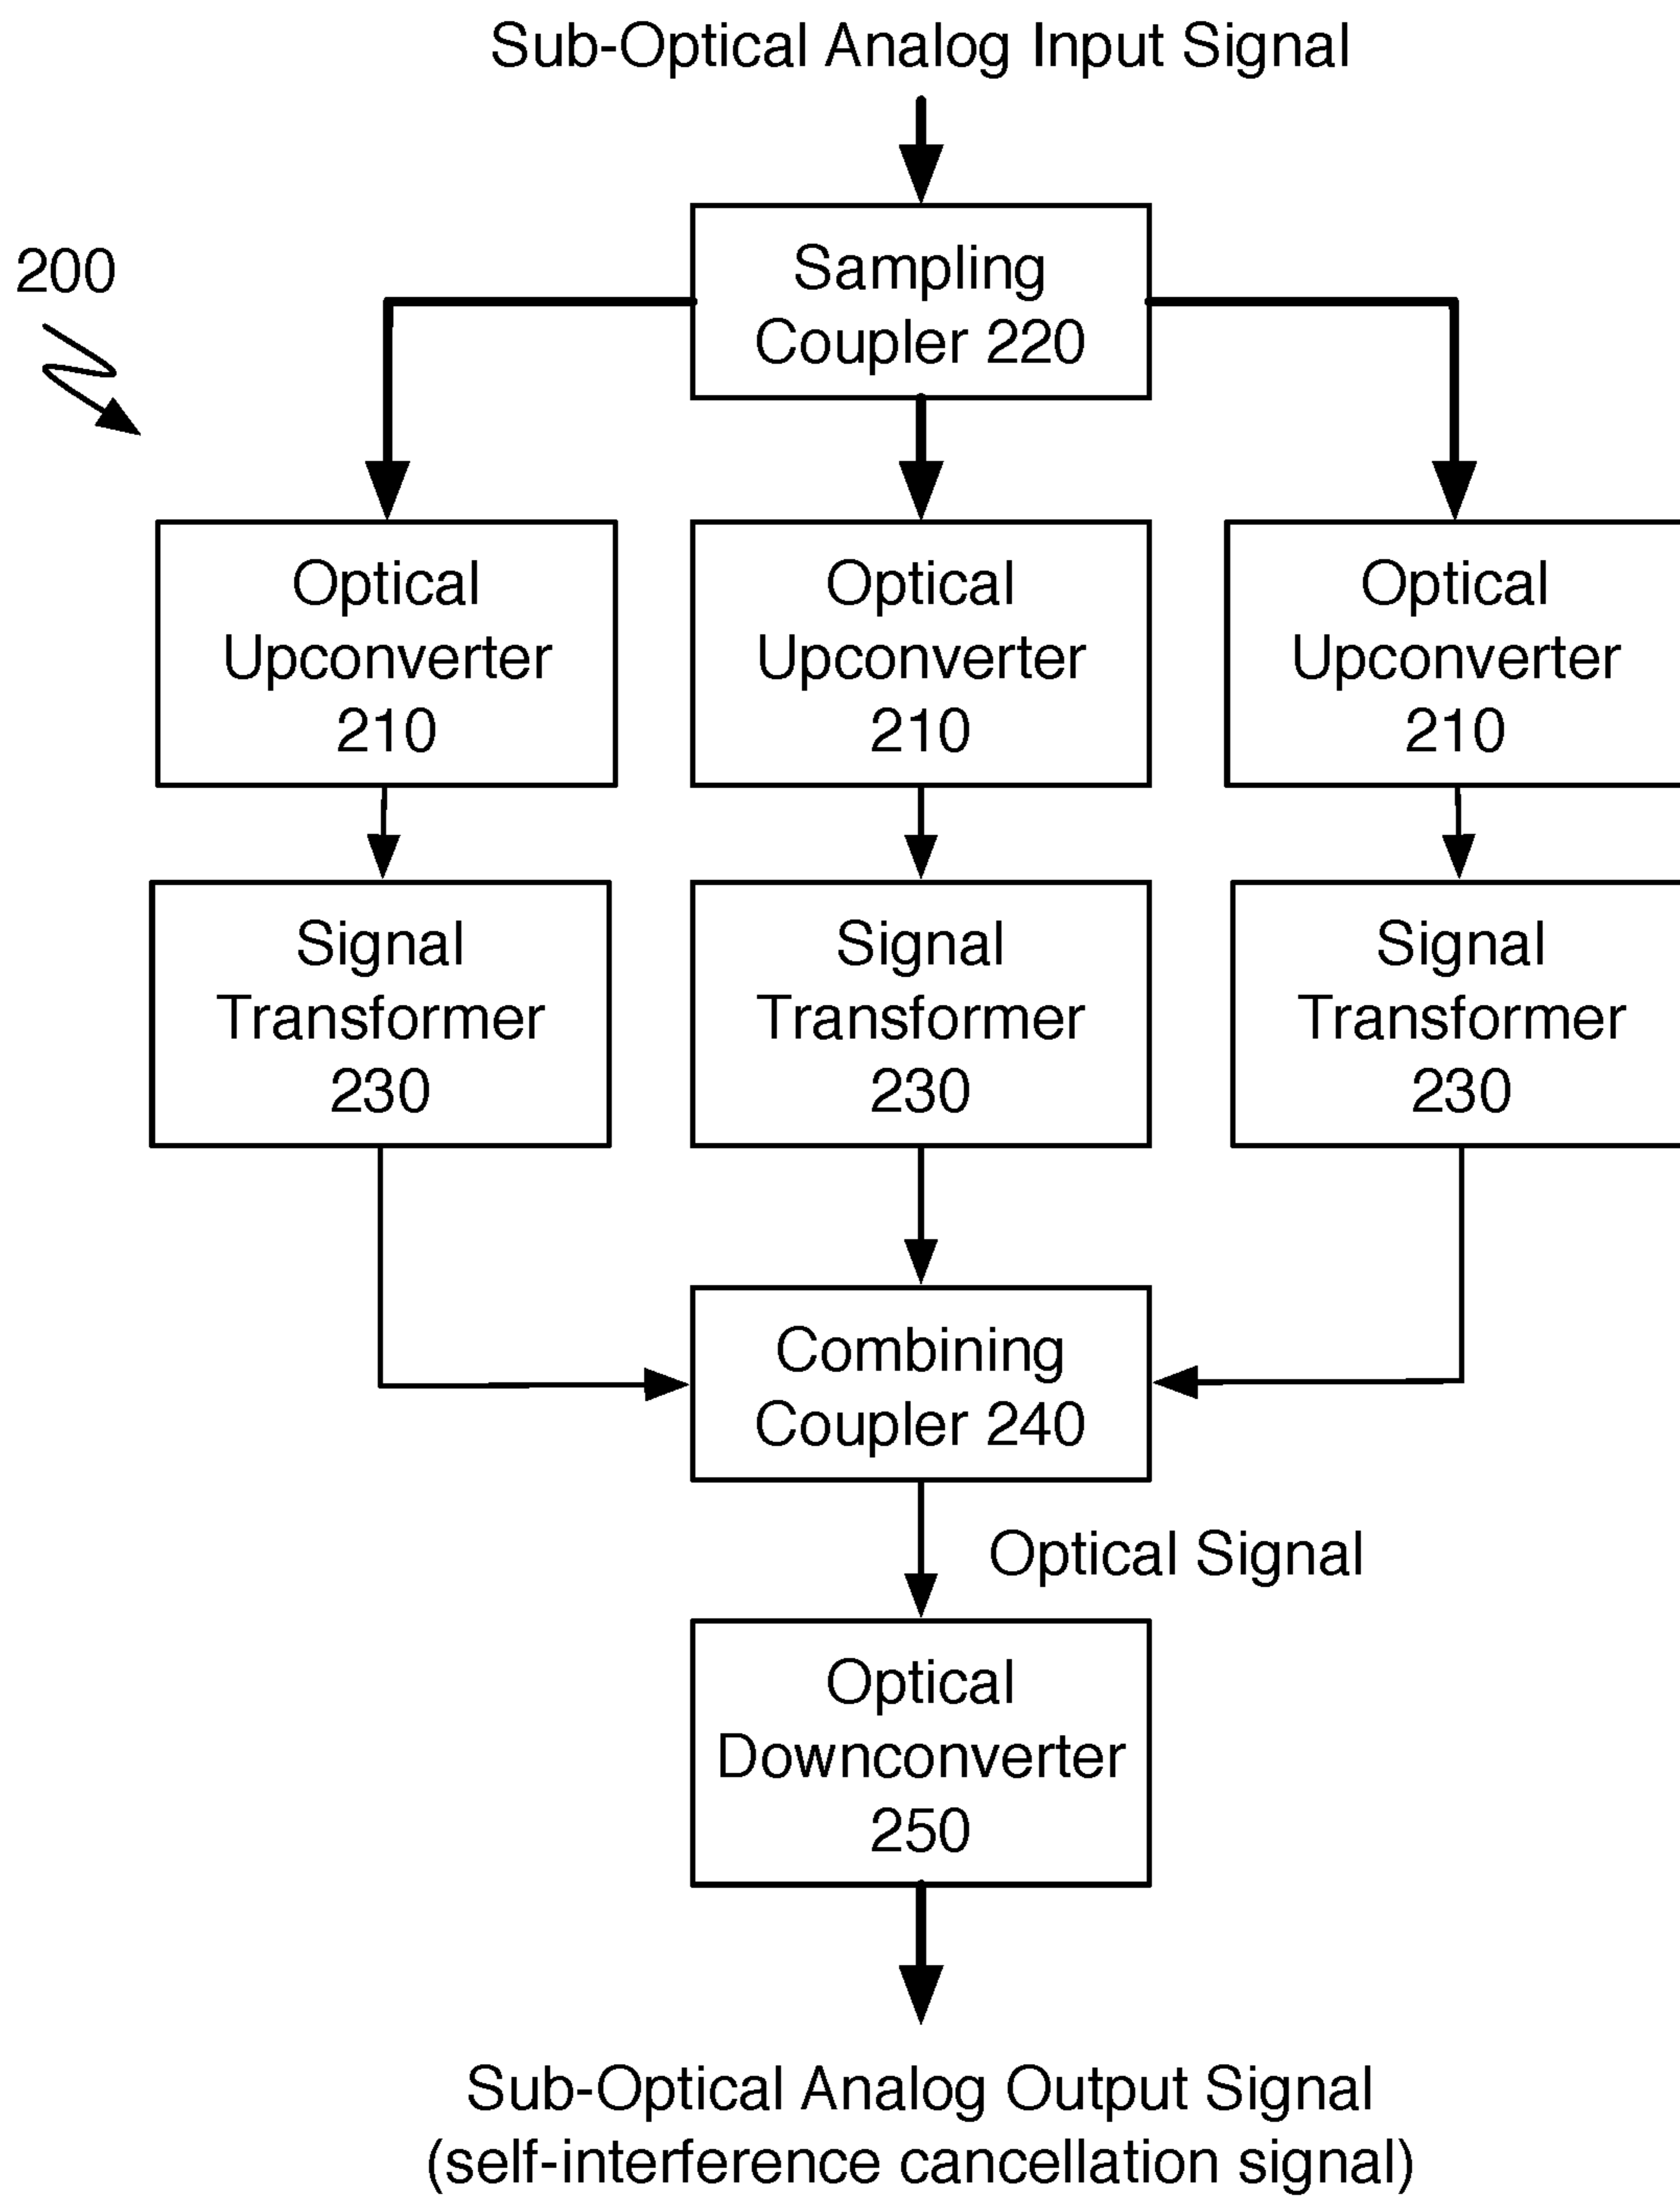 Sub-Optical Analog Input Signal
200
Sampling
Coupler 220
Optical
Upconverter
210
Optical
Upconverter
210
Optical
Upconverter
210
Signal
Transformer
230
Signal
Transformer
230
Signal
Transformer
230
Combining
Coupler 240
Optical Signal
Optical
Downconverter
250
Sub-Optical Analog Output Signal
(self-interference cancellation signal)